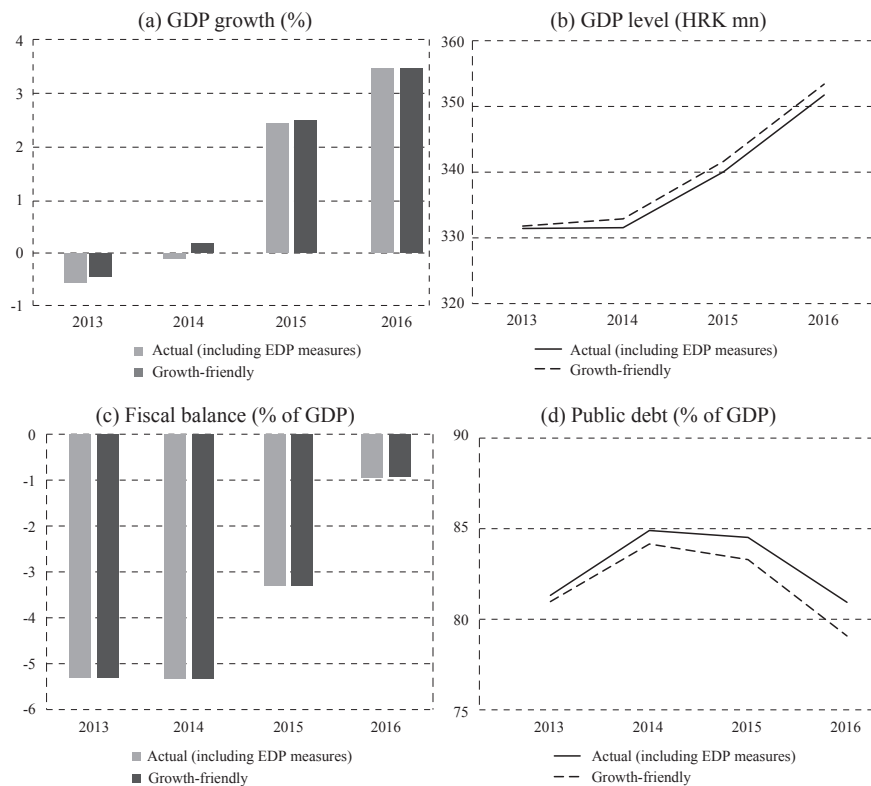 (a) GDP growth (%)
4
3
2
1
0
-1
2013 2014 2015 2016
Actual (including EDP measures)
Growth-friendly
(b) GDP level (HRK mn)
360
350
340
330
320
2013 2014 2015 2016
Actual (including EDP measures)
Growth-friendly
(c) Fiscal balance (% of GDP)
0
-1
-2
-3
-4
-5
-6
2013 2014 2015 2016
Actual (including EDP measures)
Growth-friendly
(d) Public debt (% of GDP)
90
85
80
75
2013 2014 2015 2016
Actual (including EDP measures)
Growth-friendly